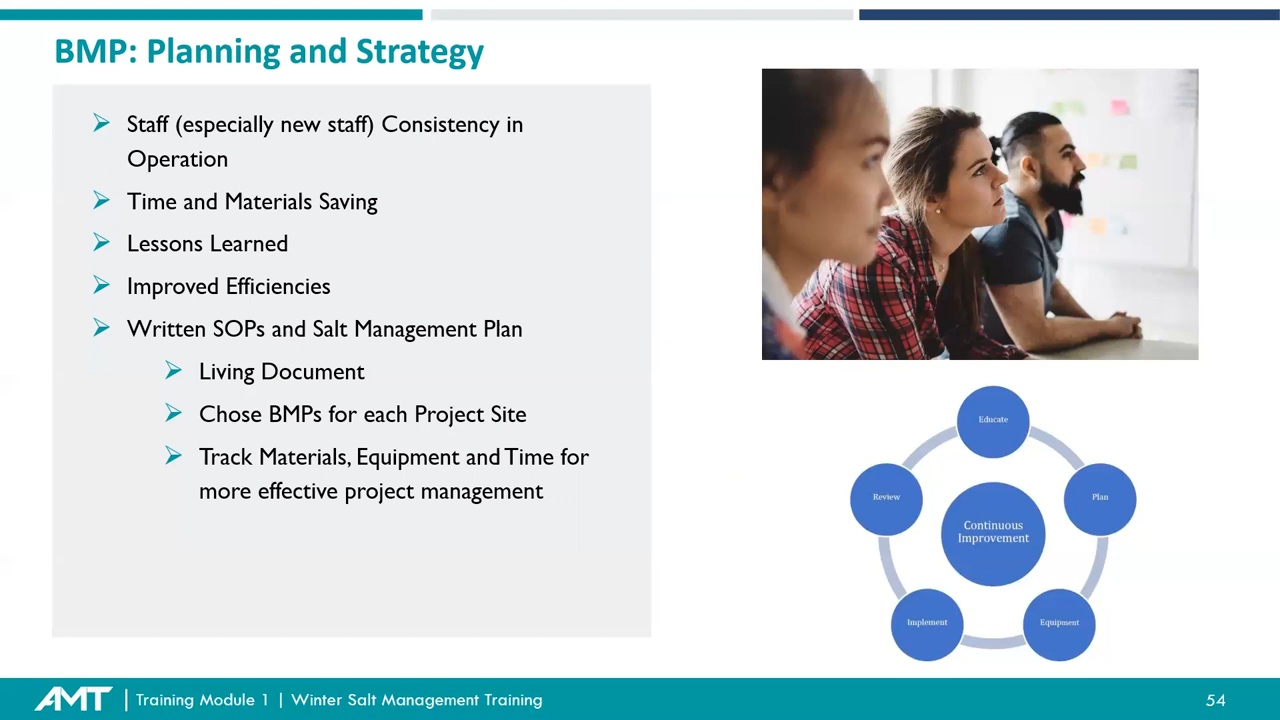 BMP: Planning and Strategy
Staff (especially new staff) Consistency in
Operation
Time and Materials Saving
Lessons Learned
Improved Efficiencies
Written SOPs and Salt Management Plan
Living Document
Chose BMPs for each Project Site
Track Materials, Equipment and Time for
more effective project management
Educate
Review
Plan
Continuous
Improvement
Implement
Equipment
AMT
Training Module 1 | Winter Salt Management Training
54